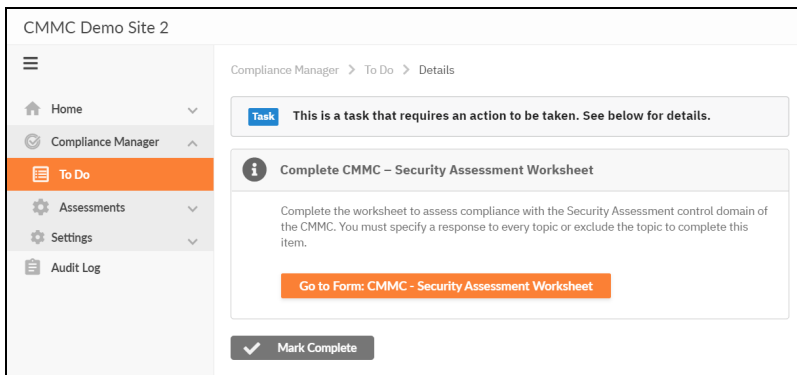 CMMC Demo Site 2
Compliance Manager > To Do > Details
Home
Compliance Manager
To Do
Assessments
Settings
Audit Log
Task This is a task that requires an action to be taken. See below for details.
Complete CMMC – Security Assessment Worksheet
Complete the worksheet to assess compliance with the Security Assessment control domain of
the CMMC. You must specify a response to every topic or exclude the topic to complete this
item.
Go to Form: CMMC - Security Assessment Worksheet
Mark Complete